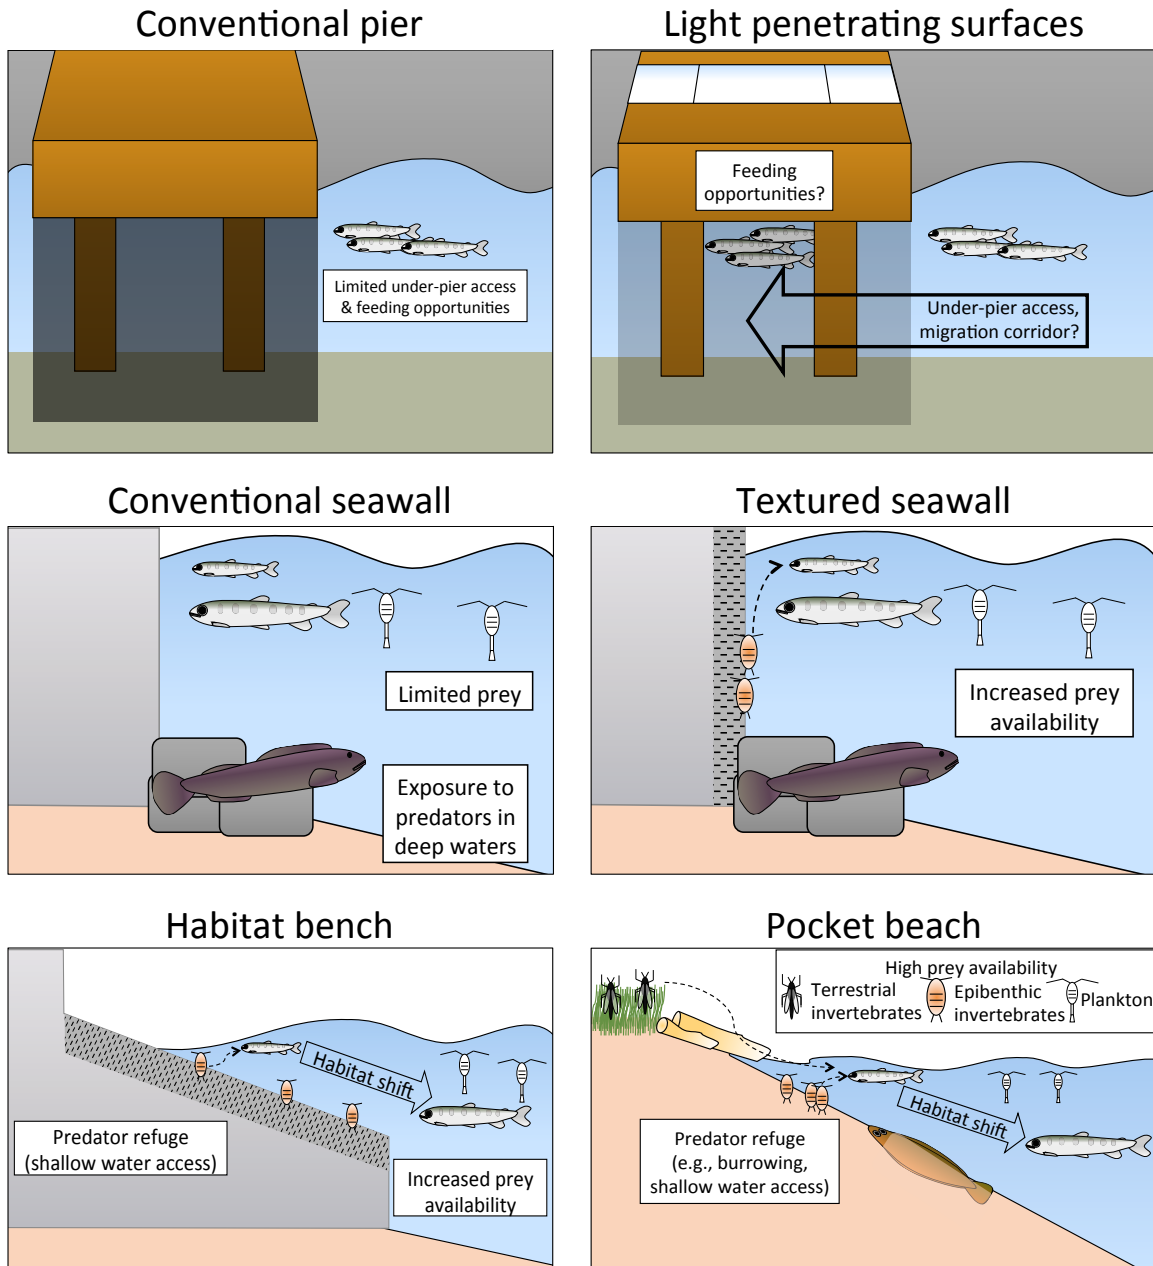 Conventional pier
Light penetrating surfaces
Limited under-pier access
& feeding opportunities
Feeding
opportunities?
Under-pier access,
migration corridor?
Conventional seawall
Textured seawall
Limited prey
Exposure to
predators in
deep waters
Increased prey
availability
Habitat bench
Pocket beach
Habitat shift
Predator refuge
(shallow water access)
Increased prey
availability
High prey availability
Terrestrial
invertebrates
Epibenthic
invertebrates
Plankton
Habitat shift
Predator refuge
(e.g., burrowing,
shallow water access)